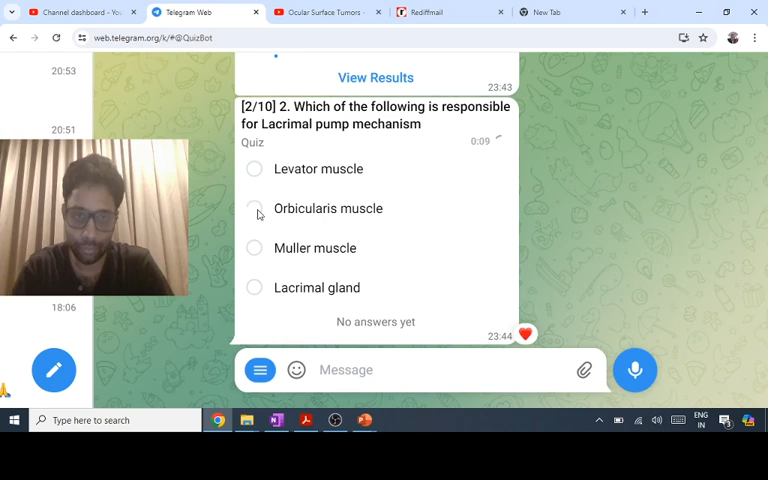 Channel dashboard - You
Telegram Web
Ocular Surface Tumors -
Rediffmail
New Tab
web.telegram.org/k/#@QuizBot
20:53
20:51
18:06
View Results
23:43
[2/10] 2. Which of the following is responsible
for Lacrimal pump mechanism
Quiz
0:09
Levator muscle
Orbicularis muscle
Muller muscle
Lacrimal gland
No answers yet
23:44
Message
Type here to search
ENG
IN
3